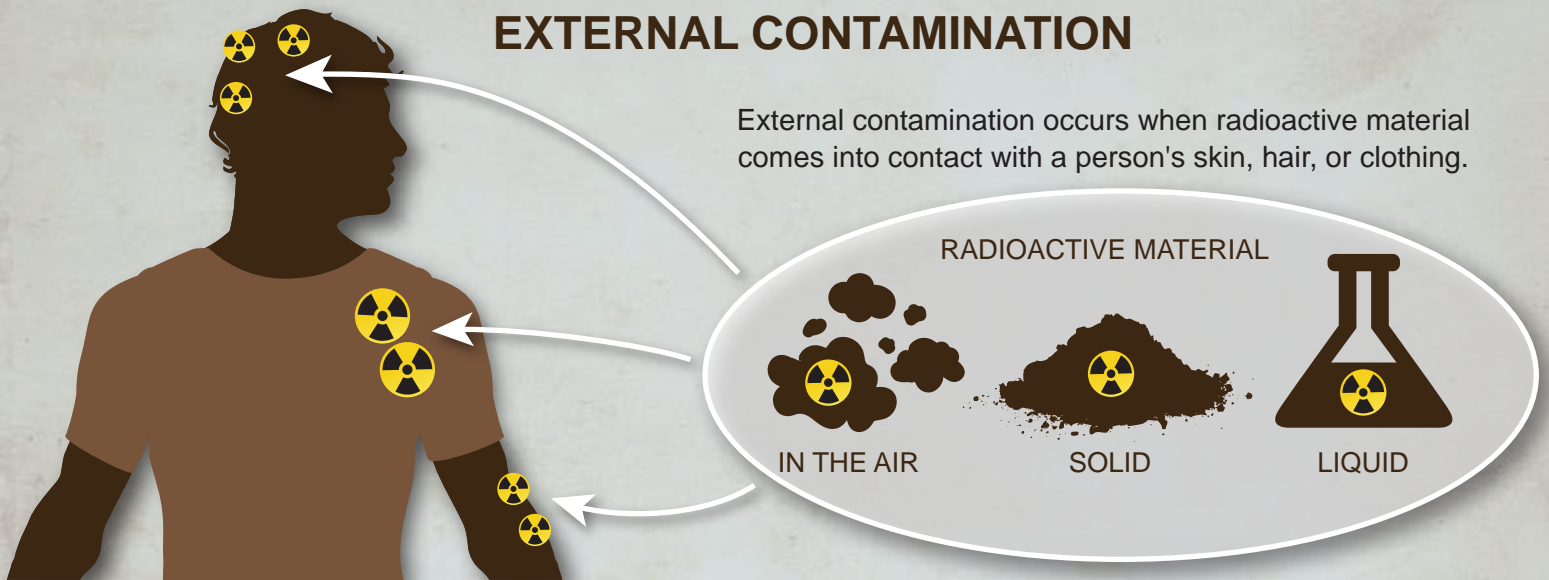 EXTERNAL CONTAMINATION
External contamination occurs when radioactive material
comes into contact with a person's skin, hair, or clothing.
RADIOACTIVE MATERIAL
IN THE AIR
SOLID
LIQUID